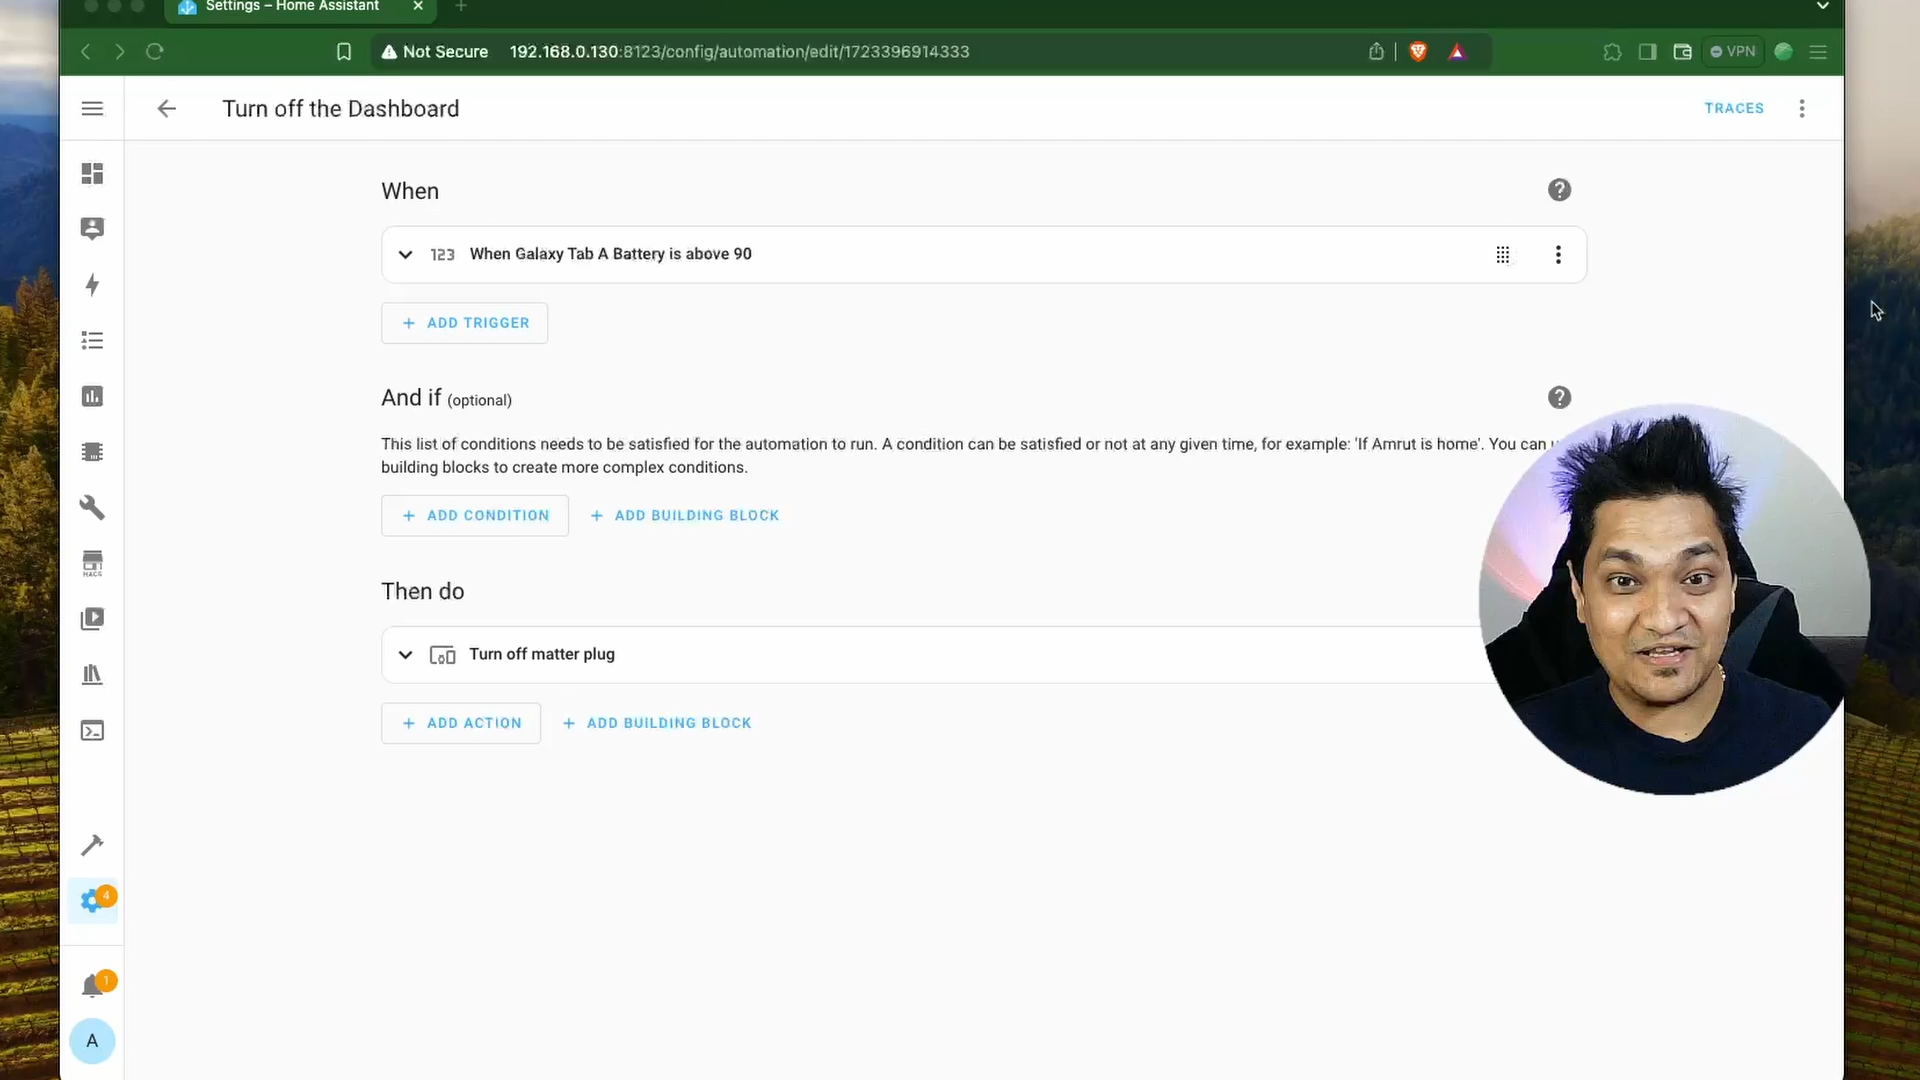 Settings – Home Assistant
Not Secure 192.168.0.130:8123/config/automation/edit/1723396914333
VPN
Turn off the Dashboard
TRACES
When
123 When Galaxy Tab A Battery is above 90
+ ADD TRIGGER
And if (optional)
This list of conditions needs to be satisfied for the automation to run. A condition can be satisfied or not at any given time, for example: 'If Amrut is home'. You can
building blocks to create more complex conditions.
+ ADD CONDITION + ADD BUILDING BLOCK
HACS
Then do
Turn off matter plug
+ ADD ACTION + ADD BUILDING BLOCK
4
1
A